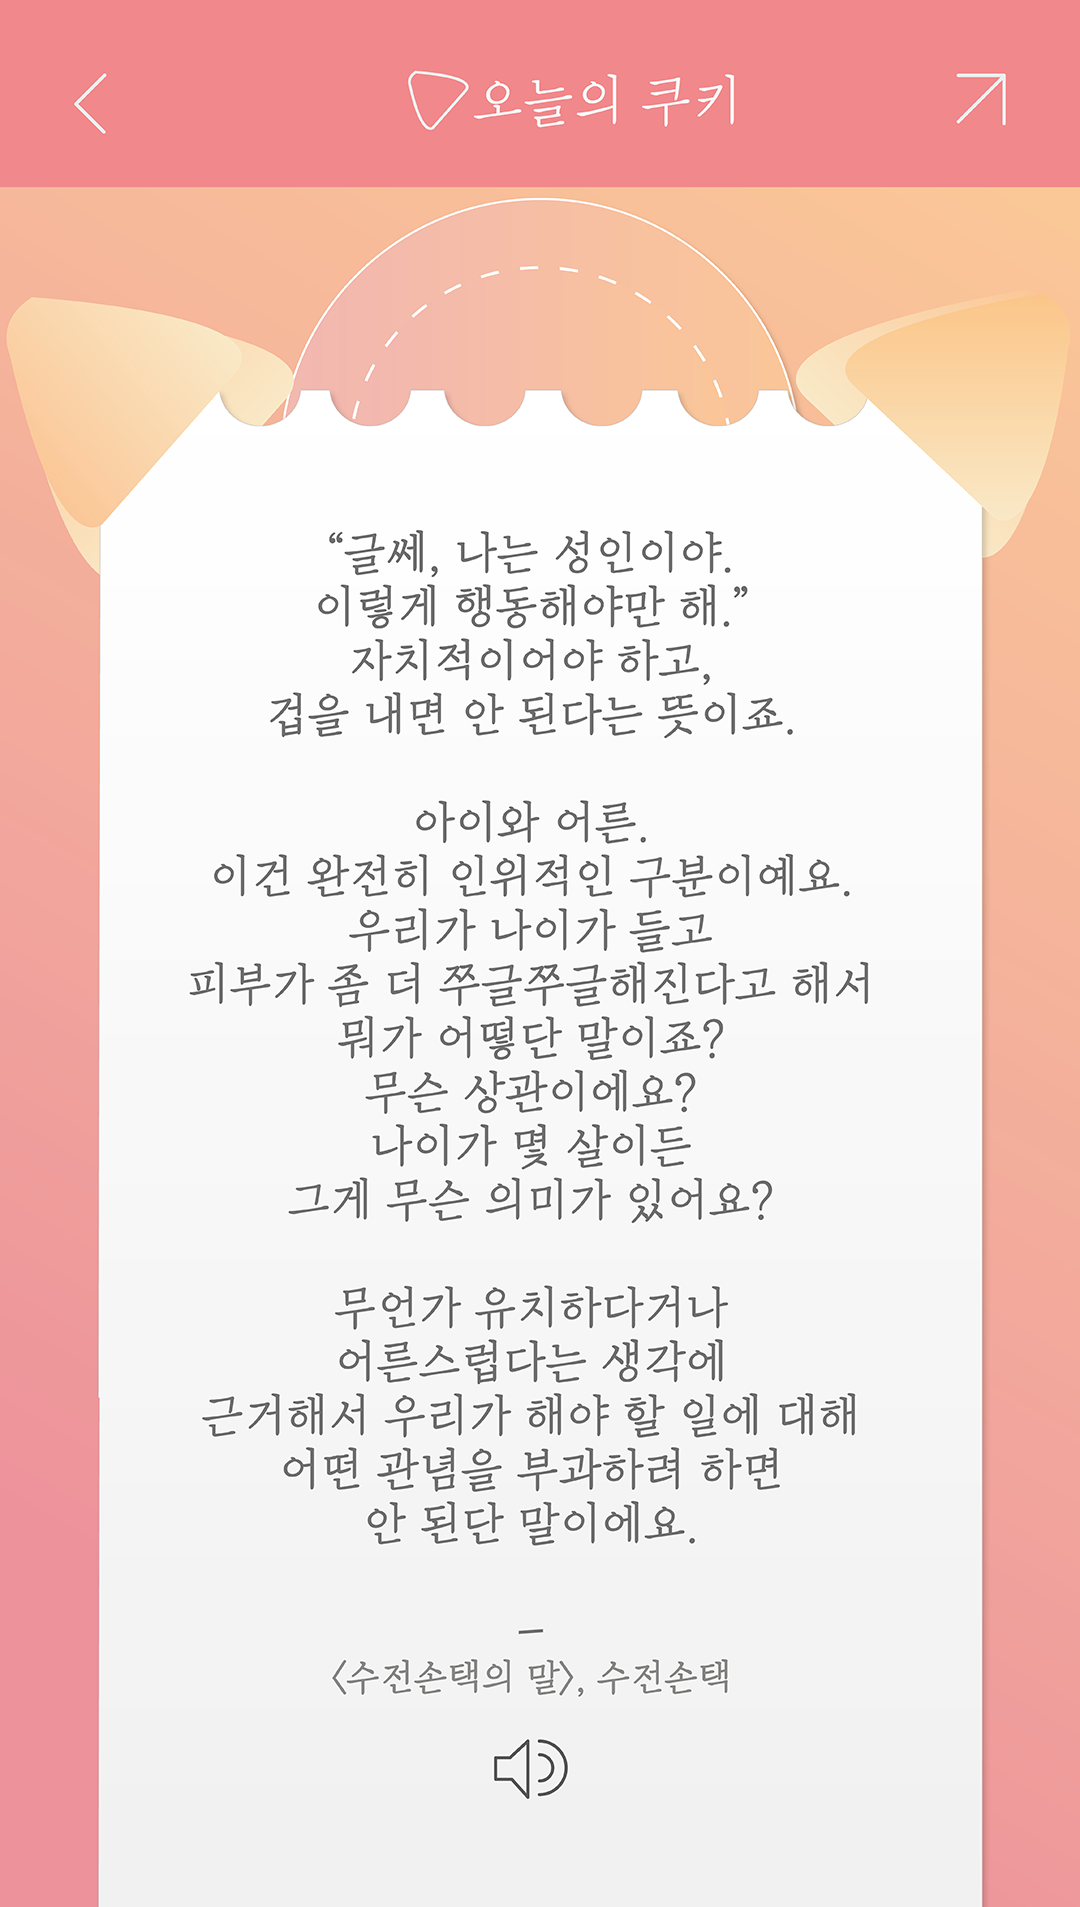 오늘의 쿠키
“글쎄, 나는 성인이야.
이렇게 행동해야만 해.”
자치적이어야 하고,
겁을 내면 안 된다는 뜻이죠.
아이와 어른.
이건 완전히 인위적인 구분이예요.
우리가 나이가 들고
피부가 좀 더 쭈글쭈글해진다고 해서
뭐가 어떻단 말이죠?
무슨 상관이에요?
나이가 몇 살이든
그게 무슨 의미가 있어요?
무언가 유치하다거나
어른스럽다는 생각에
근거해서 우리가 해야 할 일에 대해
어떤 관념을 부과하려 하면
안 된단 말이에요.
–
〈수전손택의 말〉, 수전손택